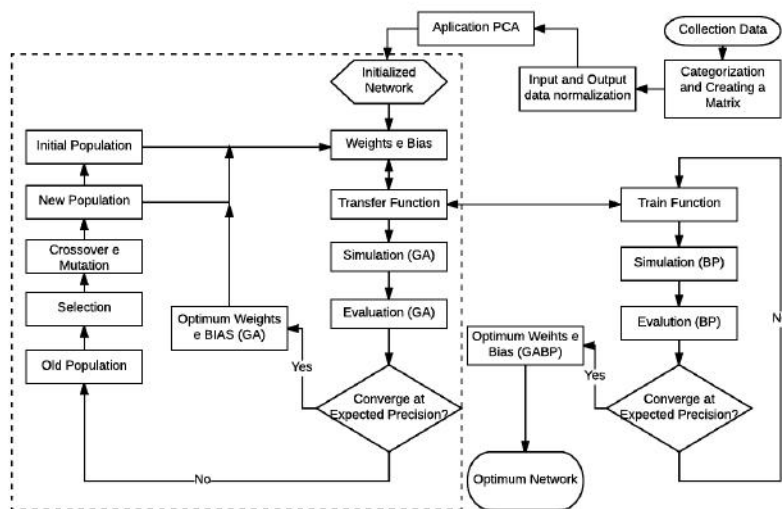 Aplication PCA
Collection Data
Initialized
Network
Input and Output
data normalization
Categorization
and Creating a
Matrix
Initial Population
Weights e Bias
New Population
Transfer Function
Train Function
Crossover e
Mutation
Simulation (GA)
Simulation (BP)
Selection
Evaluation (GA)
Evalution (BP)
Optimum Weights
e BIAS (GA)
Optimum Weihts e
Bias (GABP)
Old Population
Yes
Yes
Converge at
Expected Precision?
Converge at
Expected Precision?
No
Optimum Network